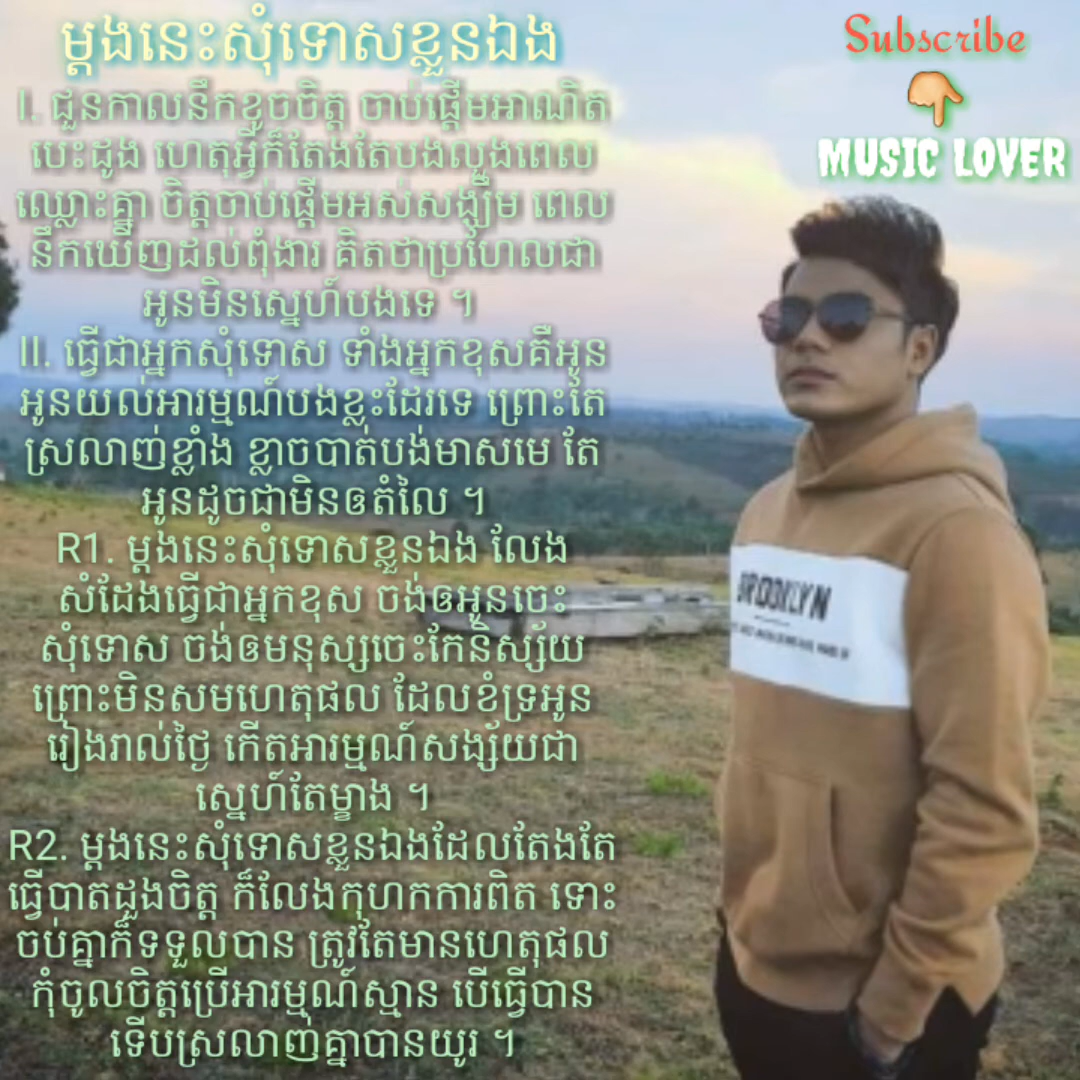 ម្ដងនេះសុំទោសខ្លួនឯង
I. ជួនកាលនឹកខូចចិត្ត ចាប់ផ្ដើមអាណិត
បេះដូង ហេតុអ្វីក៏តែងតែបង់លួងពេល
ឈ្លោះគ្នា ចិត្តចាប់ផ្ដើមអស់សង្ឃឹម ពេល
នឹកឃើញដល់ពុំងារ គិតថាប្រហែលជា
អូនមិនស្នេហ៍បងទេ ។
II. ធ្វើជាអ្នកសុំទោស ទាំងអ្នកខុសគឺអូន
អូនយល់អារម្មណ៍បងខ្លះដែរទេ ព្រោះតែ
ស្រលាញ់ខ្លាំង ខ្លាចបាត់បង់មាសមេ តែ
អូនដូចជាមិនឲតំលៃ ។
R1. ម្ដងនេះសុំទោសខ្លួនឯង លែង
សំដែងធ្វើជាអ្នកខុស ចង់ឲអូនចេះ
សុំទោស ចង់ឲមនុស្សចេះកែនិស្ស័យ
ព្រោះមិនសមហេតុផល ដែលខំទ្រអូន
រៀងរាល់ថ្ងៃ កើតអារម្មណ៍សង្ស័យជា
ស្នេហ៍តែម្ខាង ។
R2. ម្ដងនេះសុំទោសខ្លួនឯងដែលតែងតែ
ធ្វើបាតដួងចិត្ត ក៏លែងកុហកការពិត ទោះ
ចប់គ្នាក៏ទទួលបាន ត្រូវតែមានហេតុផល
កុំចូលចិត្តប្រើអារម្មណ៍ស្មាន បើធ្វើបាន
ទើបស្រលាញ់គ្នាបានយូរ ។
Subscribe
MUSIC LOVER
BROOKLYN